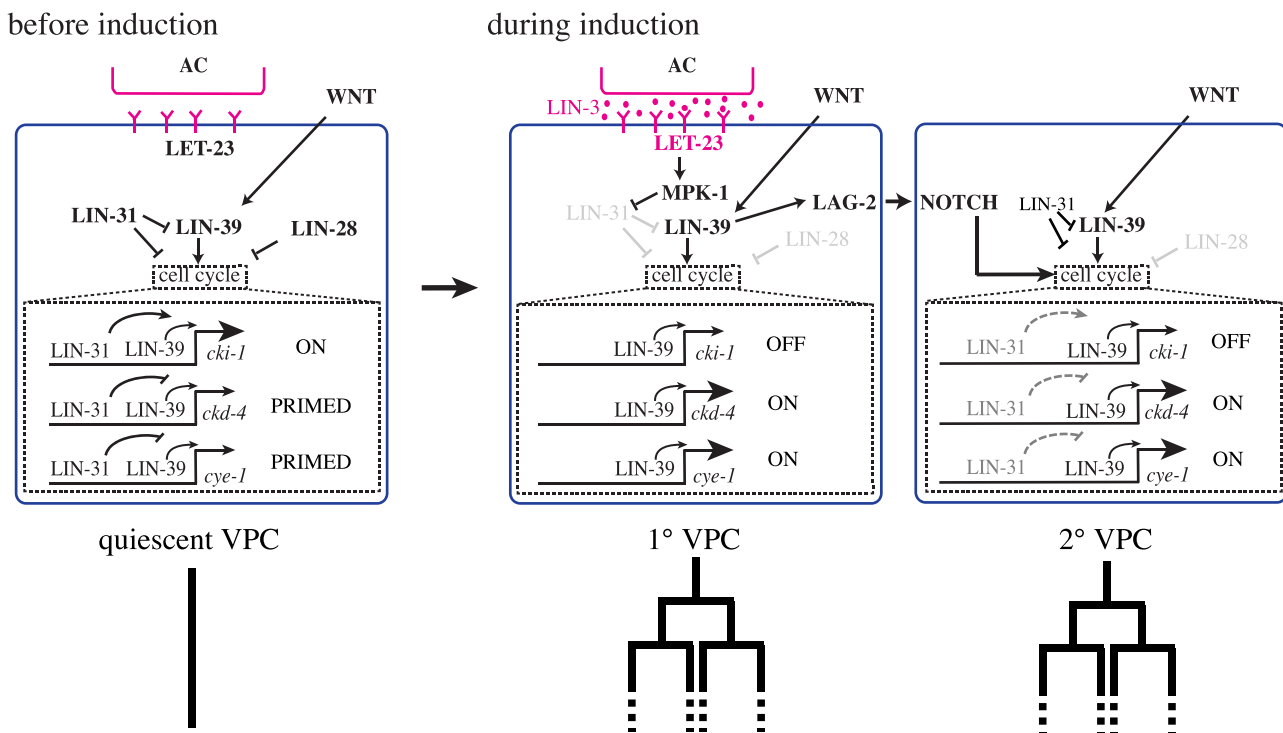 before induction
during induction
AC
WNT
LET-23
LIN-31
LIN-39
LIN-28
cell cycle
LIN-31 LIN-39 cki-1 ON
LIN-31 LIN-39 ckd-4 PRIMED
LIN-31 LIN-39 cye-1 PRIMED
quiescent VPC
AC
LIN-3
WNT
LET-23
MPK-1
LIN-31
LIN-39
LAG-2
LIN-28
cell cycle
LIN-39 cki-1 OFF
LIN-39 ckd-4 ON
LIN-39 cye-1 ON
1° VPC
WNT
NOTCH
LIN-31
LIN-39
LIN-28
cell cycle
LIN-31 LIN-39 cki-1 OFF
LIN-31 LIN-39 ckd-4 ON
LIN-31 LIN-39 cye-1 ON
2° VPC